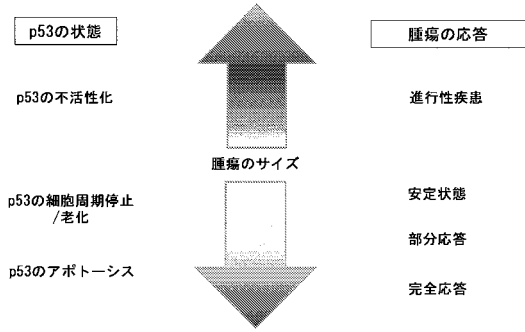 p53の状態
腫瘍の応答
p53の不活性化
進行性疾患
腫瘍のサイズ
p53の細胞周期停止
/老化
安定状態
部分応答
p53のアポトーシス
完全応答